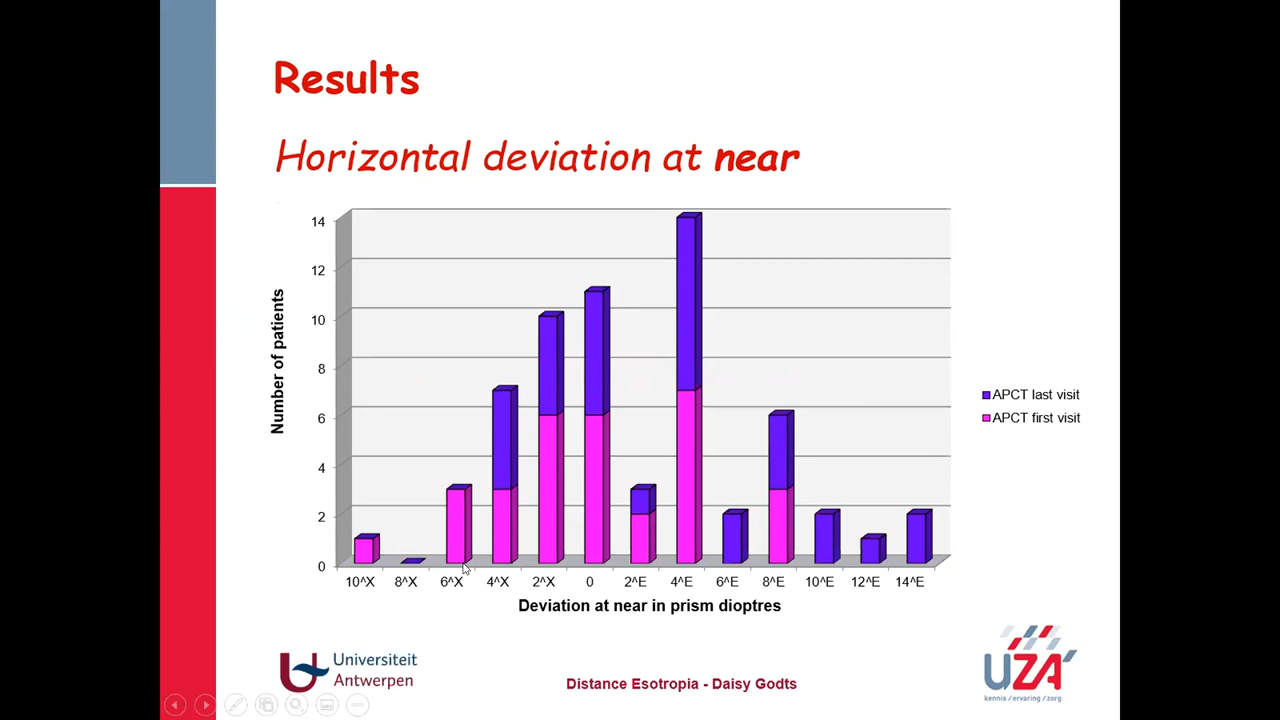 Results
Horizontal deviation at near
14
12
10
8
6
4
2
0
Number of patients
10^X 8^X 6^X 4^X 2^X 0 2^E 4^E 6^E 8^E 10^E 12^E 14^E
Deviation at near in prism dioptres
APCT last visit
APCT first visit
Universiteit
Antwerpen
Distance Esotropia - Daisy Godts
UZA
kennis / ervaring / zorg